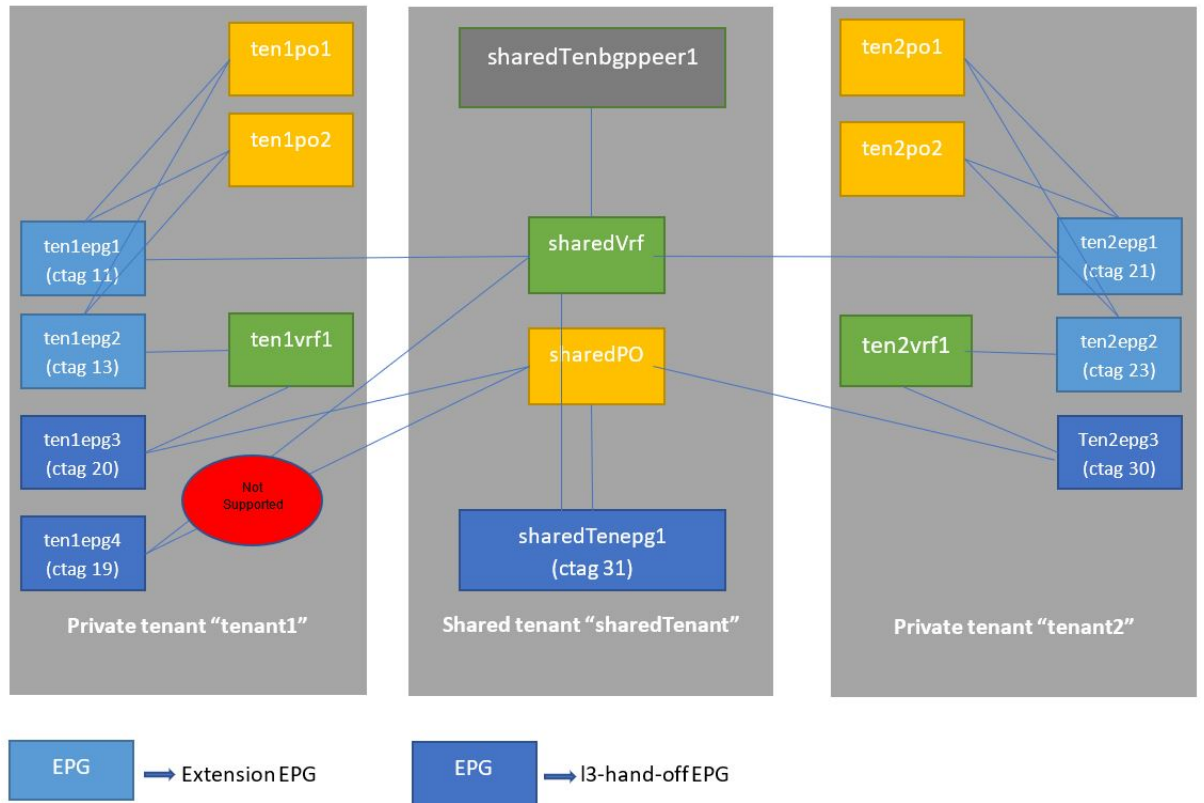 ten1po1
ten1po2
ten1epg1
(ctag 11)
ten1epg2
(ctag 13)
ten1vrf1
ten1epg3
(ctag 20)
Not
Supported
ten1epg4
(ctag 19)
Private tenant “tenant1”
sharedTenbgppeer1
sharedVrf
sharedPO
sharedTenepg1
(ctag 31)
Shared tenant “sharedTenant”
ten2po1
ten2po2
ten2epg1
(ctag 21)
ten2vrf1
ten2epg2
(ctag 23)
Ten2epg3
(ctag 30)
Private tenant “tenant2”
EPG
Extension EPG
EPG
l3-hand-off EPG